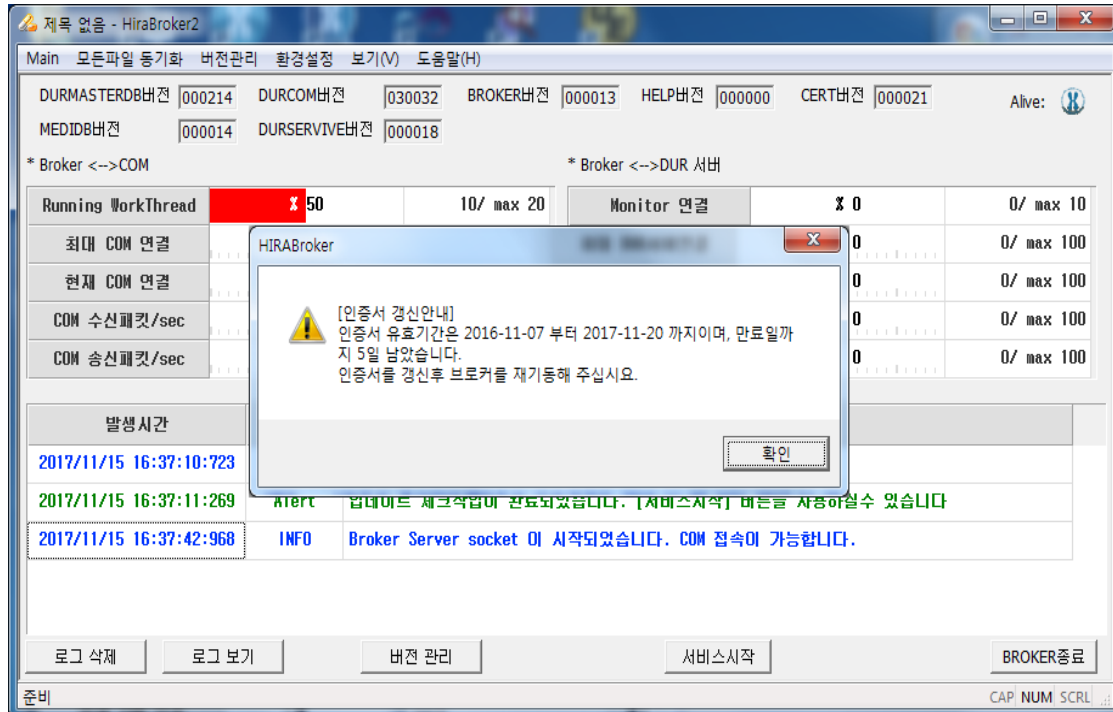 제목 없음 - HiraBroker2
Main 모든파일 동기화 버전관리 환경설정 보기(V) 도움말(H)
DURMASTERDB버전 000214 DURCOM버전 030032 BROKER버전 000013 HELP버전 000000 CERT버전 000021 Alive:
MEDIDB버전 000014 DURSERVIVE버전 000018
* Broker <-->COM * Broker <-->DUR 서버
Running WorkThread % 50 10/ max 20 Monitor 연결 % 0 0/ max 10
최대 COM 연결 0 0/ max 100
현재 COM 연결 0 0/ max 100
COM 수신패킷/sec 0 0/ max 100
COM 송신패킷/sec 0 0/ max 100
HIRABroker
[인증서 갱신안내]
인증서 유효기간은 2016-11-07 부터 2017-11-20 까지이며, 만료일까
지 5일 남았습니다.
인증서를 갱신후 브로커를 재기동해 주십시요.
확인
발생시간
2017/11/15 16:37:10:723
2017/11/15 16:37:11:269 Alert 업데이트 체크작업이 완료되었습니다. [서비스시작] 버튼을 사용하실수 있습니다
2017/11/15 16:37:42:968 INFO Broker Server socket 이 시작되었습니다. COM 접속이 가능합니다.
로그 삭제 로그 보기 버전 관리 서비스시작 BROKER종료
준비 CAP NUM SCRL